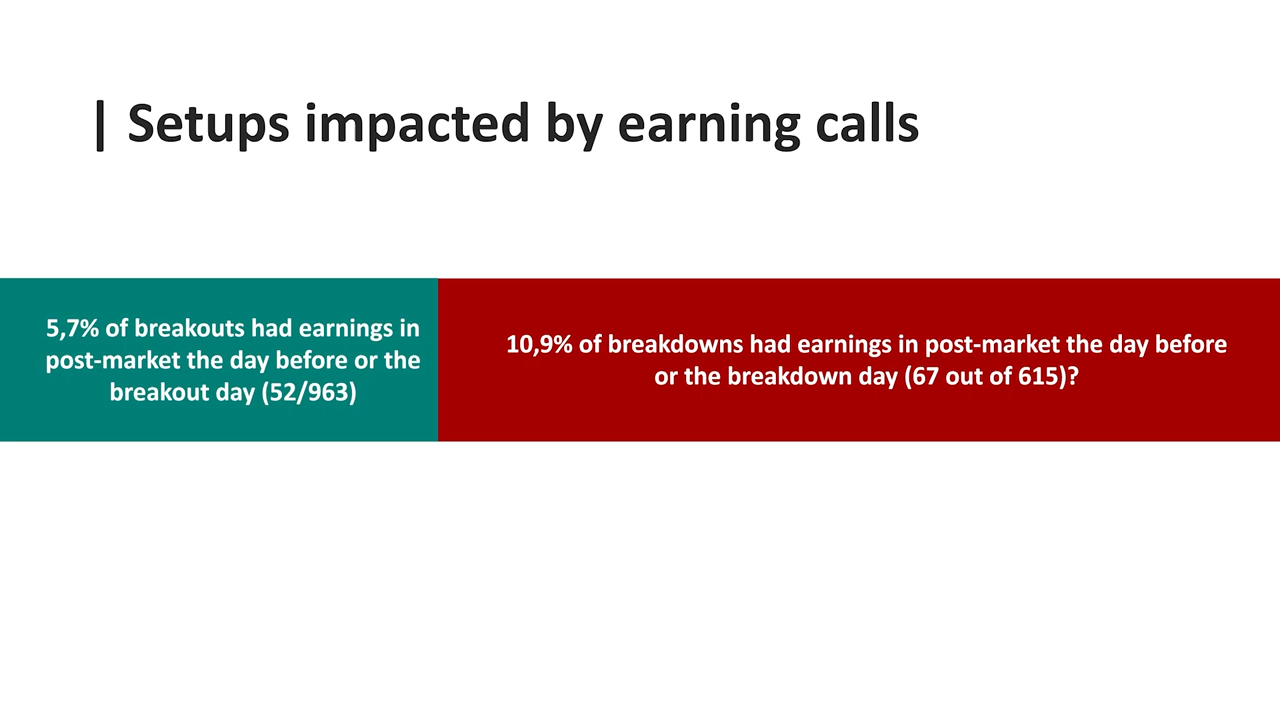 | Setups impacted by earning calls
5,7% of breakouts had earnings in
post-market the day before or the
breakout day (52/963)
10,9% of breakdowns had earnings in post-market the day before
or the breakdown day (67 out of 615)?